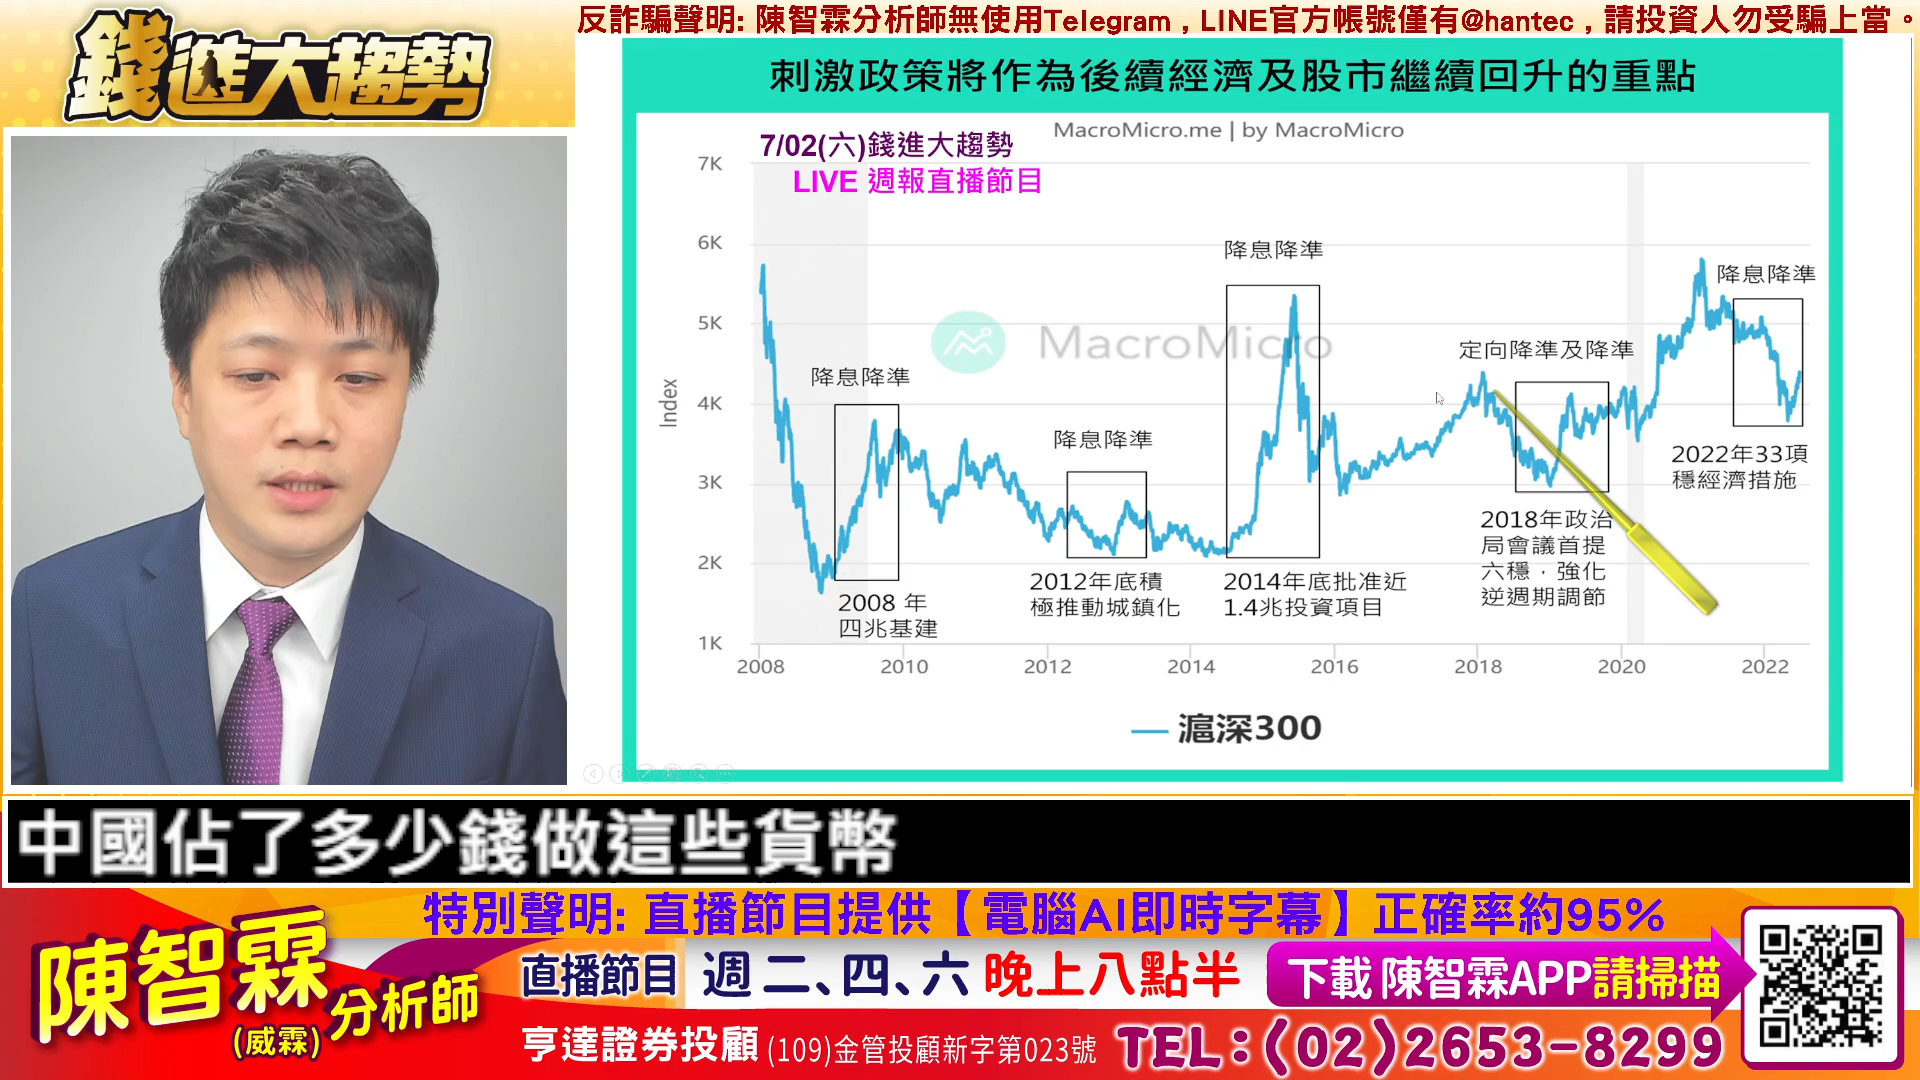 反詐騙聲明: 陳智霖分析師無使用Telegram，LINE官方帳號僅有@hantec，請投資人勿受騙上當。
錢進大趨勢
刺激政策將作為後續經濟及股市繼續回升的重點
MacroMicro.me | by MacroMicro
7/02(六)錢進大趨勢
LIVE 週報直播節目
7K
6K
5K
4K
3K
2K
1K
Index
MacroMicro
降息降準
降息降準
降息降準
定向降準及降準
降息降準
2008 年
四兆基建
2012年底積
極推動城鎮化
2014年底批准近
1.4兆投資項目
2018年政治
局會議首提
六穩，強化
逆週期調節
2022年33項
穩經濟措施
2008 2010 2012 2014 2016 2018 2020 2022
滬深300
中國佔了多少錢做這些貨幣
特別聲明: 直播節目提供【電腦AI即時字幕】正確率約95%
陳智霖分析師
(威霖)
直播節目 週二、四、六 晚上八點半
下載 陳智霖APP請掃描
亨達證券投顧 (109)金管投顧新字第023號 TEL:(02)2653-8299